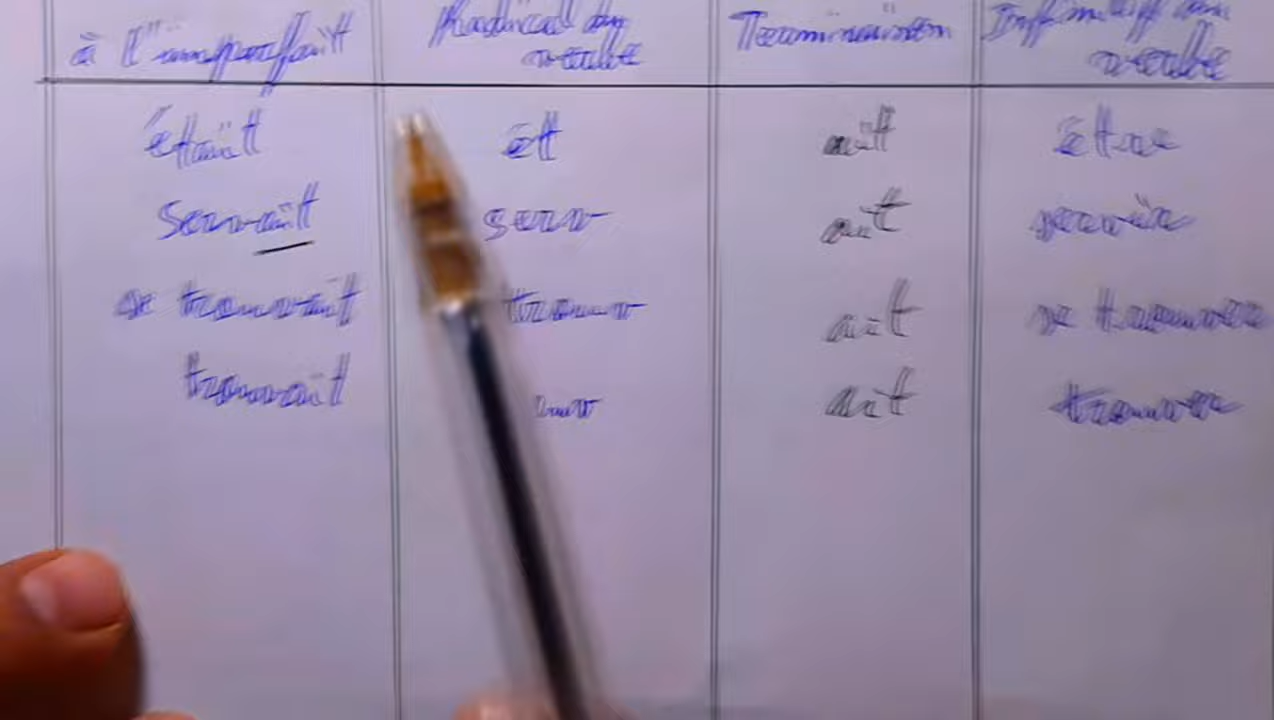 à l'imparfait Radical du verbe Terminaison Infinitif du verbe
était ét ait être
servait serv ait servir
se trouvait trouv ait se trouver
trouvait uv ait trouver